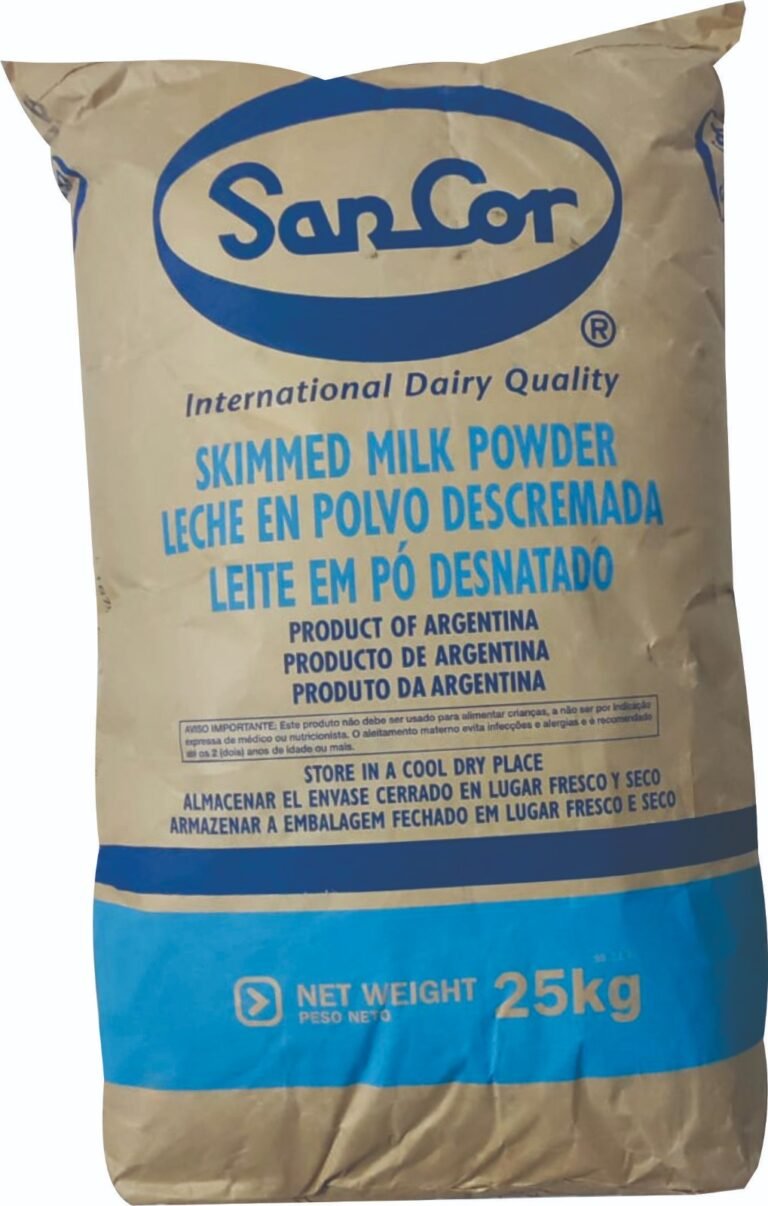 SanCor
®
International Dairy Quality
SKIMMED MILK POWDER
LECHE EN POLVO DESCREMADA
LEITE EM PÓ DESNATADO
PRODUCT OF ARGENTINA
PRODUCTO DE ARGENTINA
PRODUTO DA ARGENTINA
AVISO IMPORTANTE: Este produto não debe ser usado para alimentar crianças, a não ser por indicação
expressa de médico ou nutricionista. O aleitamento materno evita infecções e alergias e é recomendado
até os 2 (dois) anos de idade ou mais.
STORE IN A COOL DRY PLACE
ALMACENAR EL ENVASE CERRADO EN LUGAR FRESCO Y SECO
ARMAZENAR A EMBALAGEM FECHADO EM LUGAR FRESCO E SECO
NET WEIGHT 25kg
PESO NETO